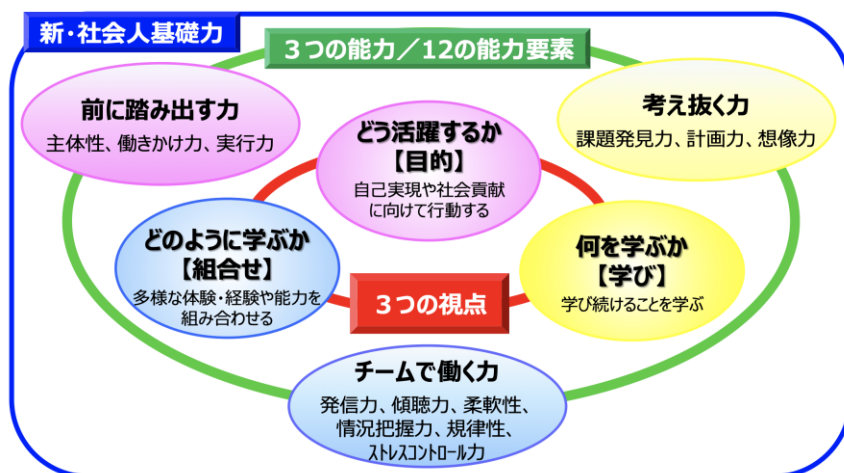 新・社会人基礎力
3つの能力/12の能力要素
前に踏み出す力
主体性、働きかけ力、実行力
考え抜く力
課題発見力、計画力、想像力
どう活躍するか
【目的】
自己実現や社会貢献
に向けて行動する
どのように学ぶか
【組合せ】
多様な体験・経験や能力を
組み合わせる
何を学ぶか
【学び】
学び続けることを学ぶ
3つの視点
チームで働く力
発信力、傾聴力、柔軟性、
情況把握力、規律性、
ストレスコントロール力